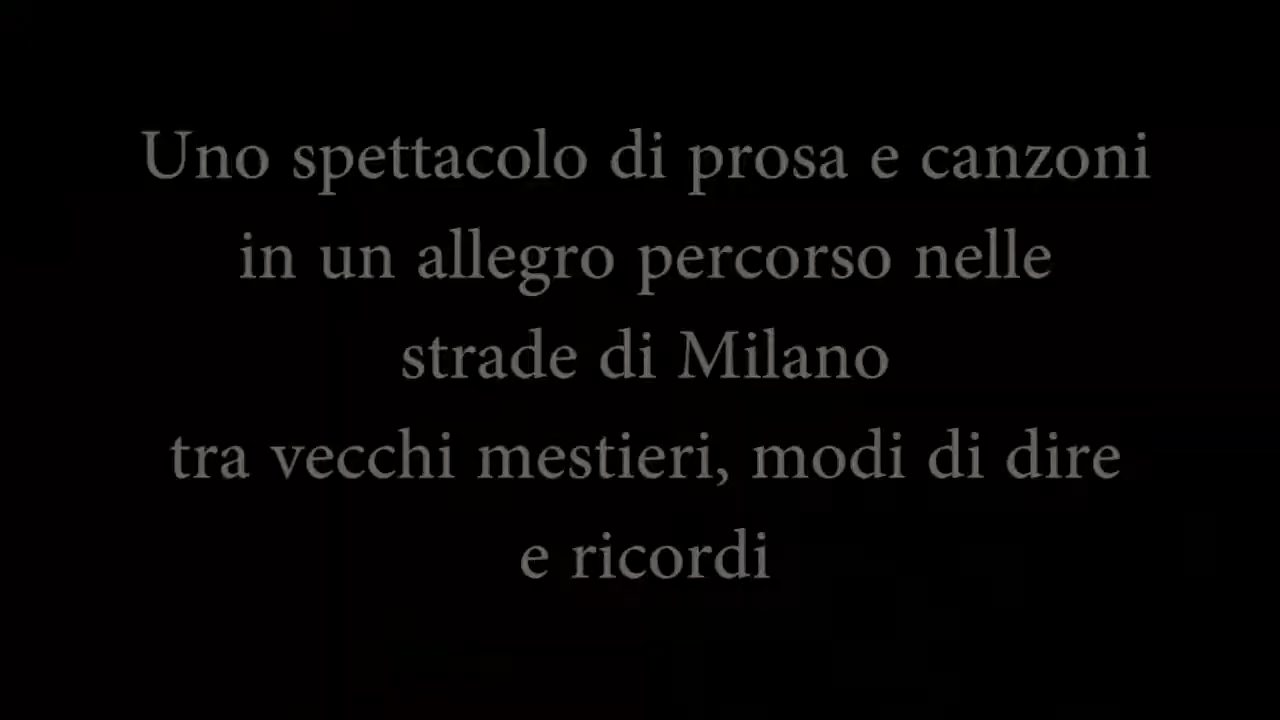 Uno spettacolo di prosa e canzoni
in un allegro percorso nelle
strade di Milano
tra vecchi mestieri, modi di dire
e ricordi